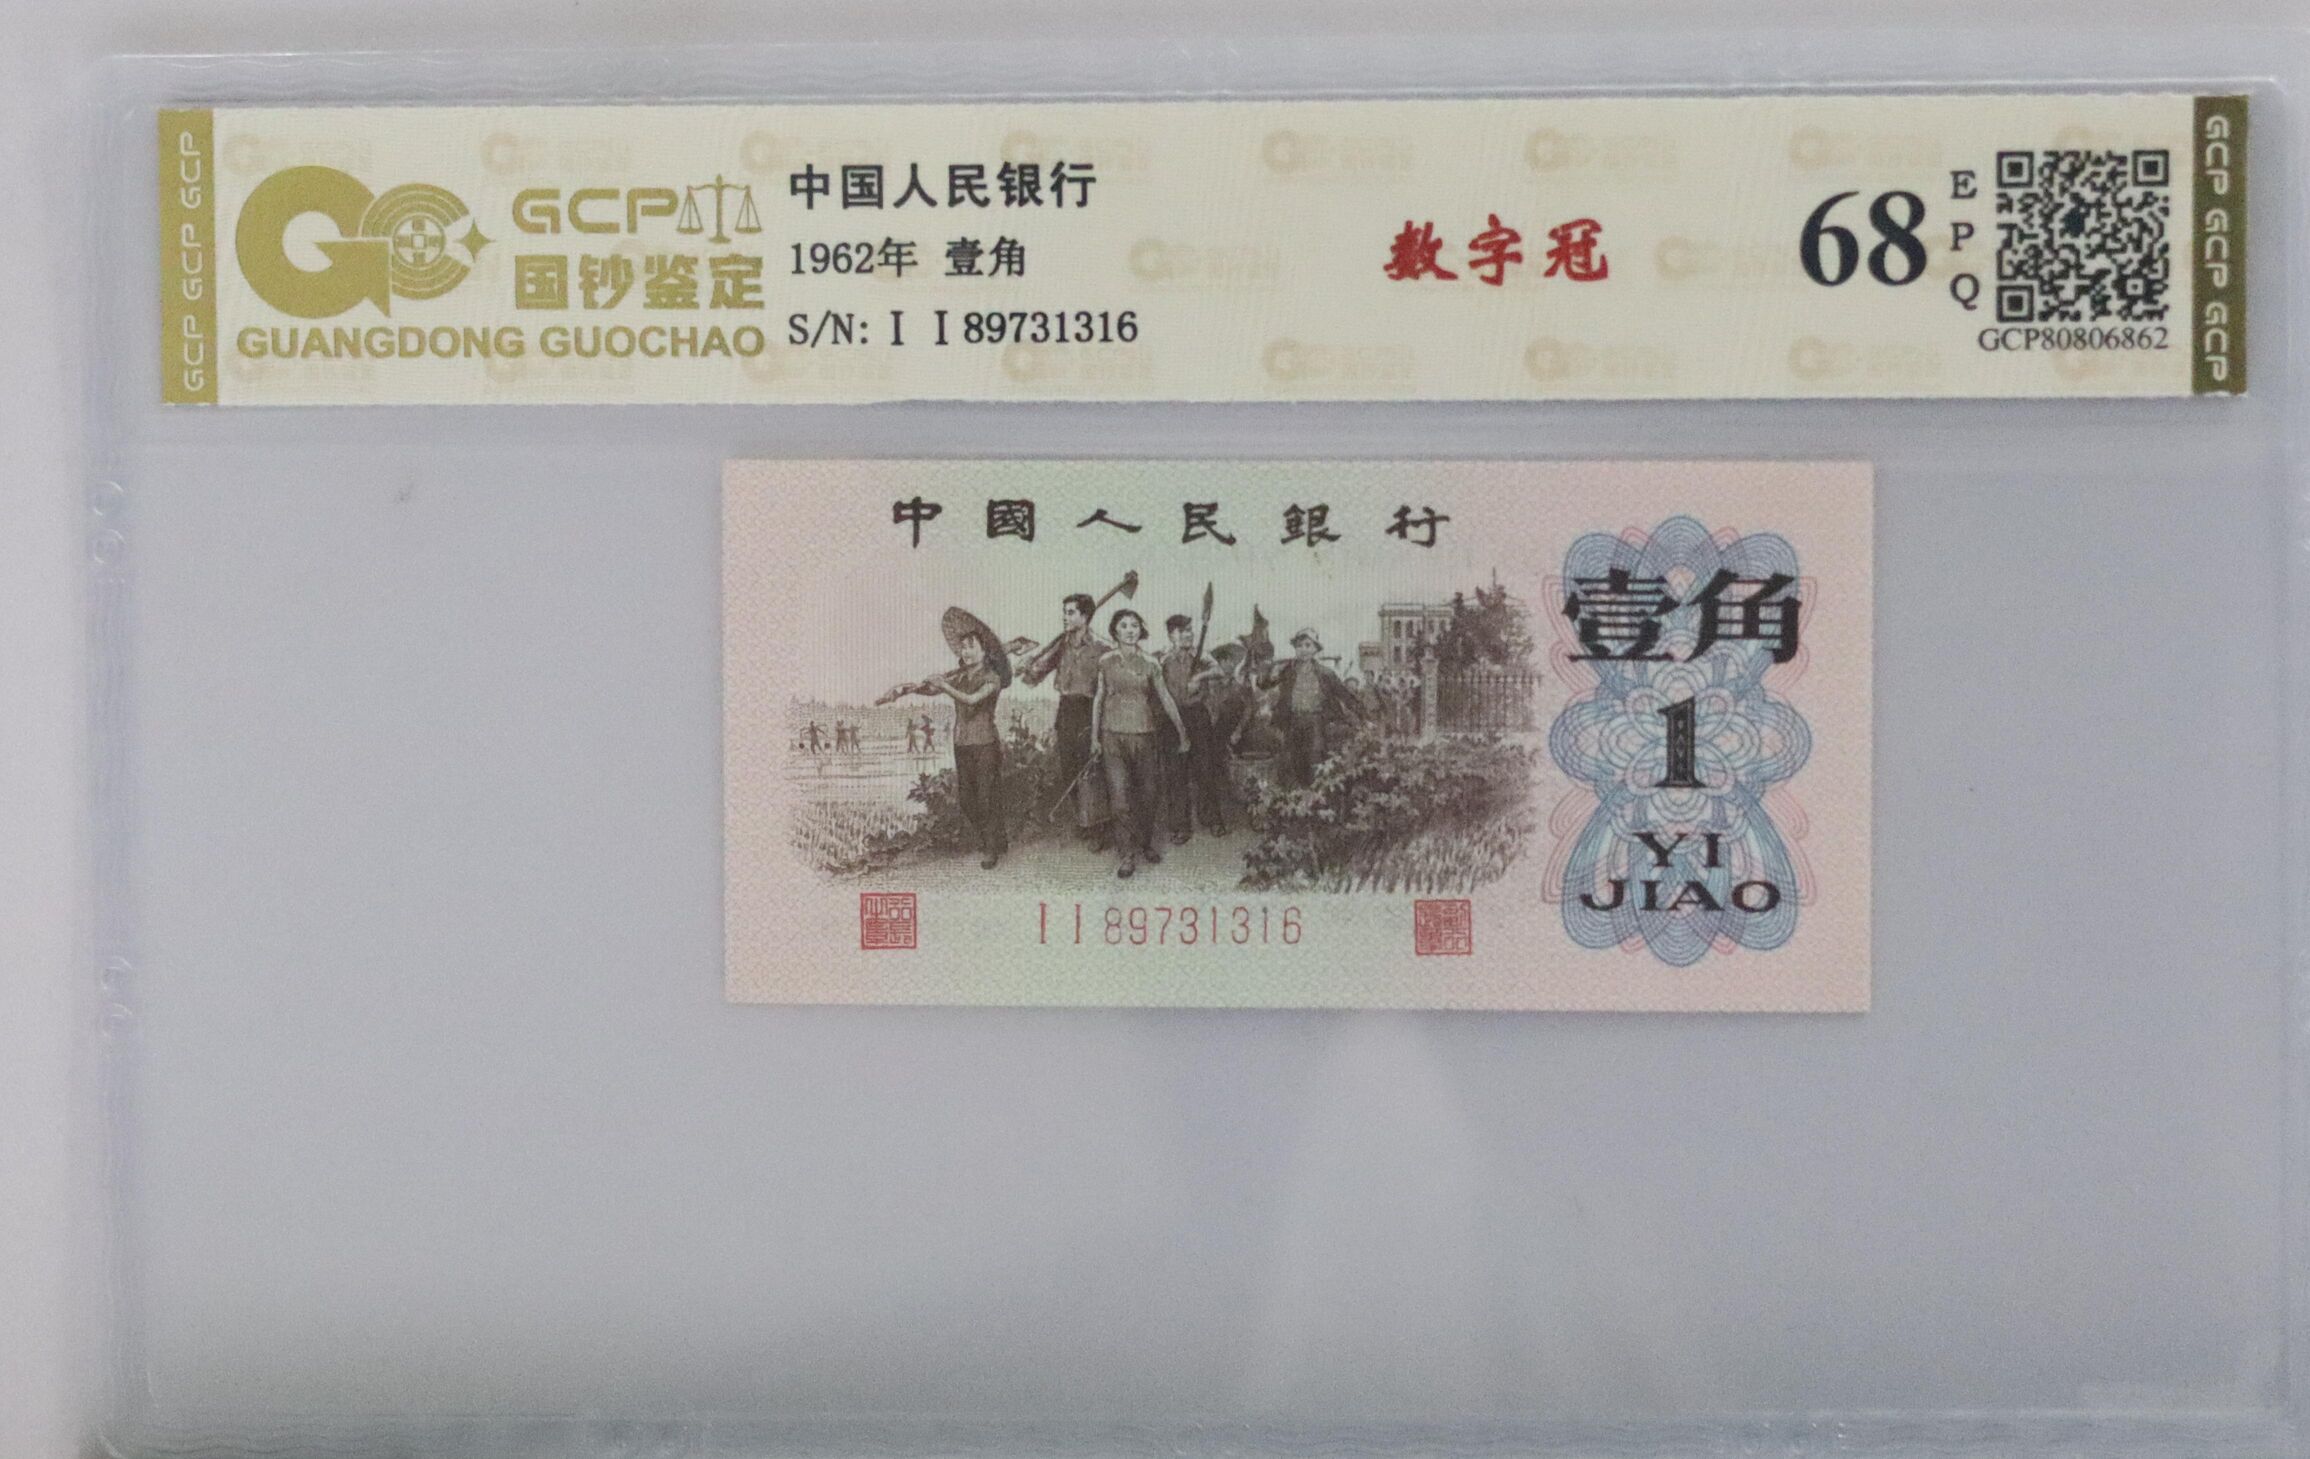 GCP GCP GCP
GCP
国钞鉴定
GUANGDONG GUOCHAO
中国人民银行
1962年 壹角
S/N: I I 89731316
数字冠
68
EPQ
GCP80806862
GCP GCP GCP
中國人民銀行
壹角
1
YI
JIAO
I I 89731316